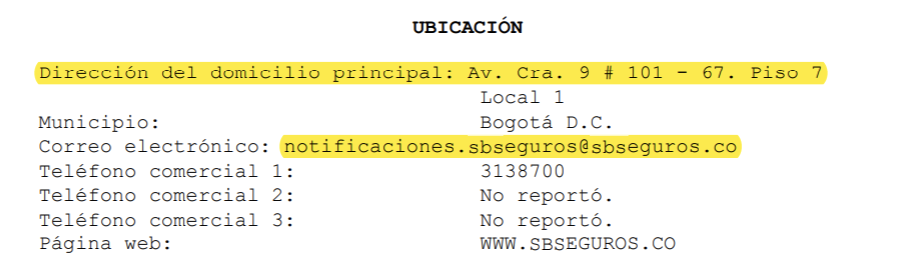 UBICACIÓN
Dirección del domicilio principal: Av. Cra. 9 # 101 - 67. Piso 7
Local 1
Municipio: Bogotá D.C.
Correo electrónico: notificaciones.sbseguros@sbseguros.co
Teléfono comercial 1: 3138700
Teléfono comercial 2: No reportó.
Teléfono comercial 3: No reportó.
Página web: WWW.SBSEGUROS.CO